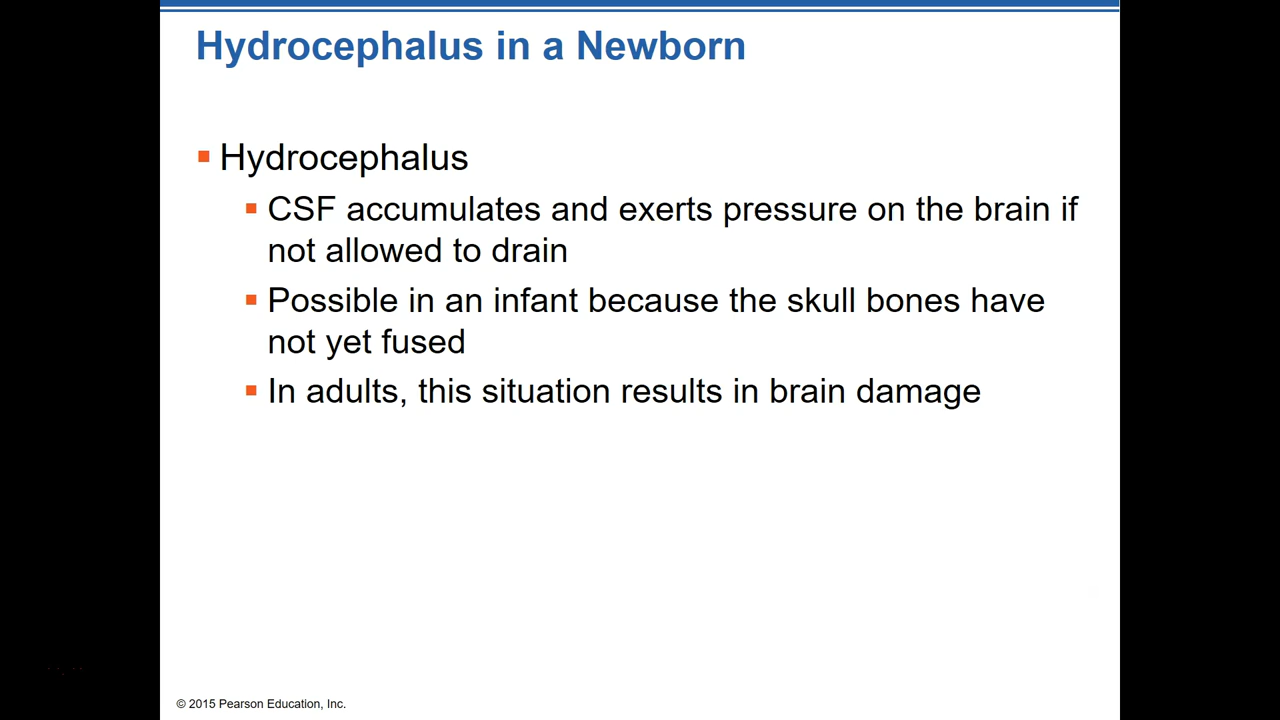 Hydrocephalus in a Newborn
Hydrocephalus
CSF accumulates and exerts pressure on the brain if
not allowed to drain
Possible in an infant because the skull bones have
not yet fused
In adults, this situation results in brain damage
© 2015 Pearson Education, Inc.